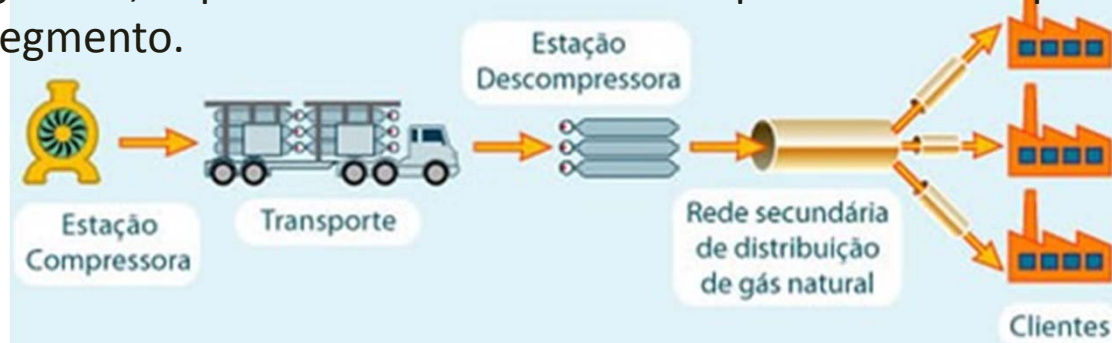 egmento.
Estação
Descompressora
Estação
Compressora
Transporte
Rede secundária
de distribuição
de gás natural
Clientes